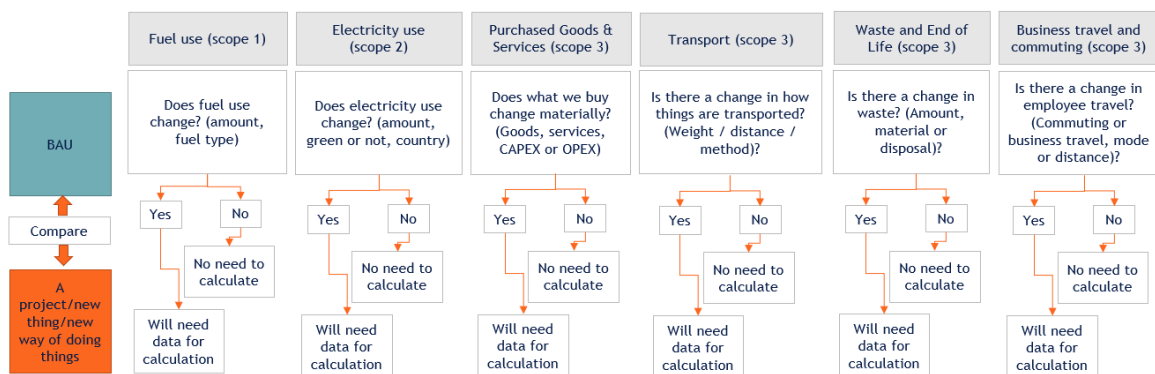 Fuel use (scope 1)
Electricity use
(scope 2)
Purchased Goods &
Services (scope 3)
Transport (scope 3)
Waste and End of
Life (scope 3)
Business travel and
commuting (scope 3)
BAU
Compare
A
project/new
thing/new
way of doing
things
Does fuel use
change? (amount,
fuel type)
Yes
No
No need to
calculate
Will need
data for
calculation
Does electricity use
change? (amount,
green or not, country)
Yes
No
No need to
calculate
Will need
data for
calculation
Does what we buy
change materially?
(Goods, services,
CAPEX or OPEX)
Yes
No
No need to
calculate
Will need
data for
calculation
Is there a change in how
things are transported?
(Weight / distance /
method)?
Yes
No
No need to
calculate
Will need
data for
calculation
Is there a change in
waste? (Amount,
material or
disposal)?
Yes
No
No need to
calculate
Will need
data for
calculation
Is there a change in
employee travel?
(Commuting or
business travel, mode
or distance)?
Yes
No
No need to
calculate
Will need
data for
calculation